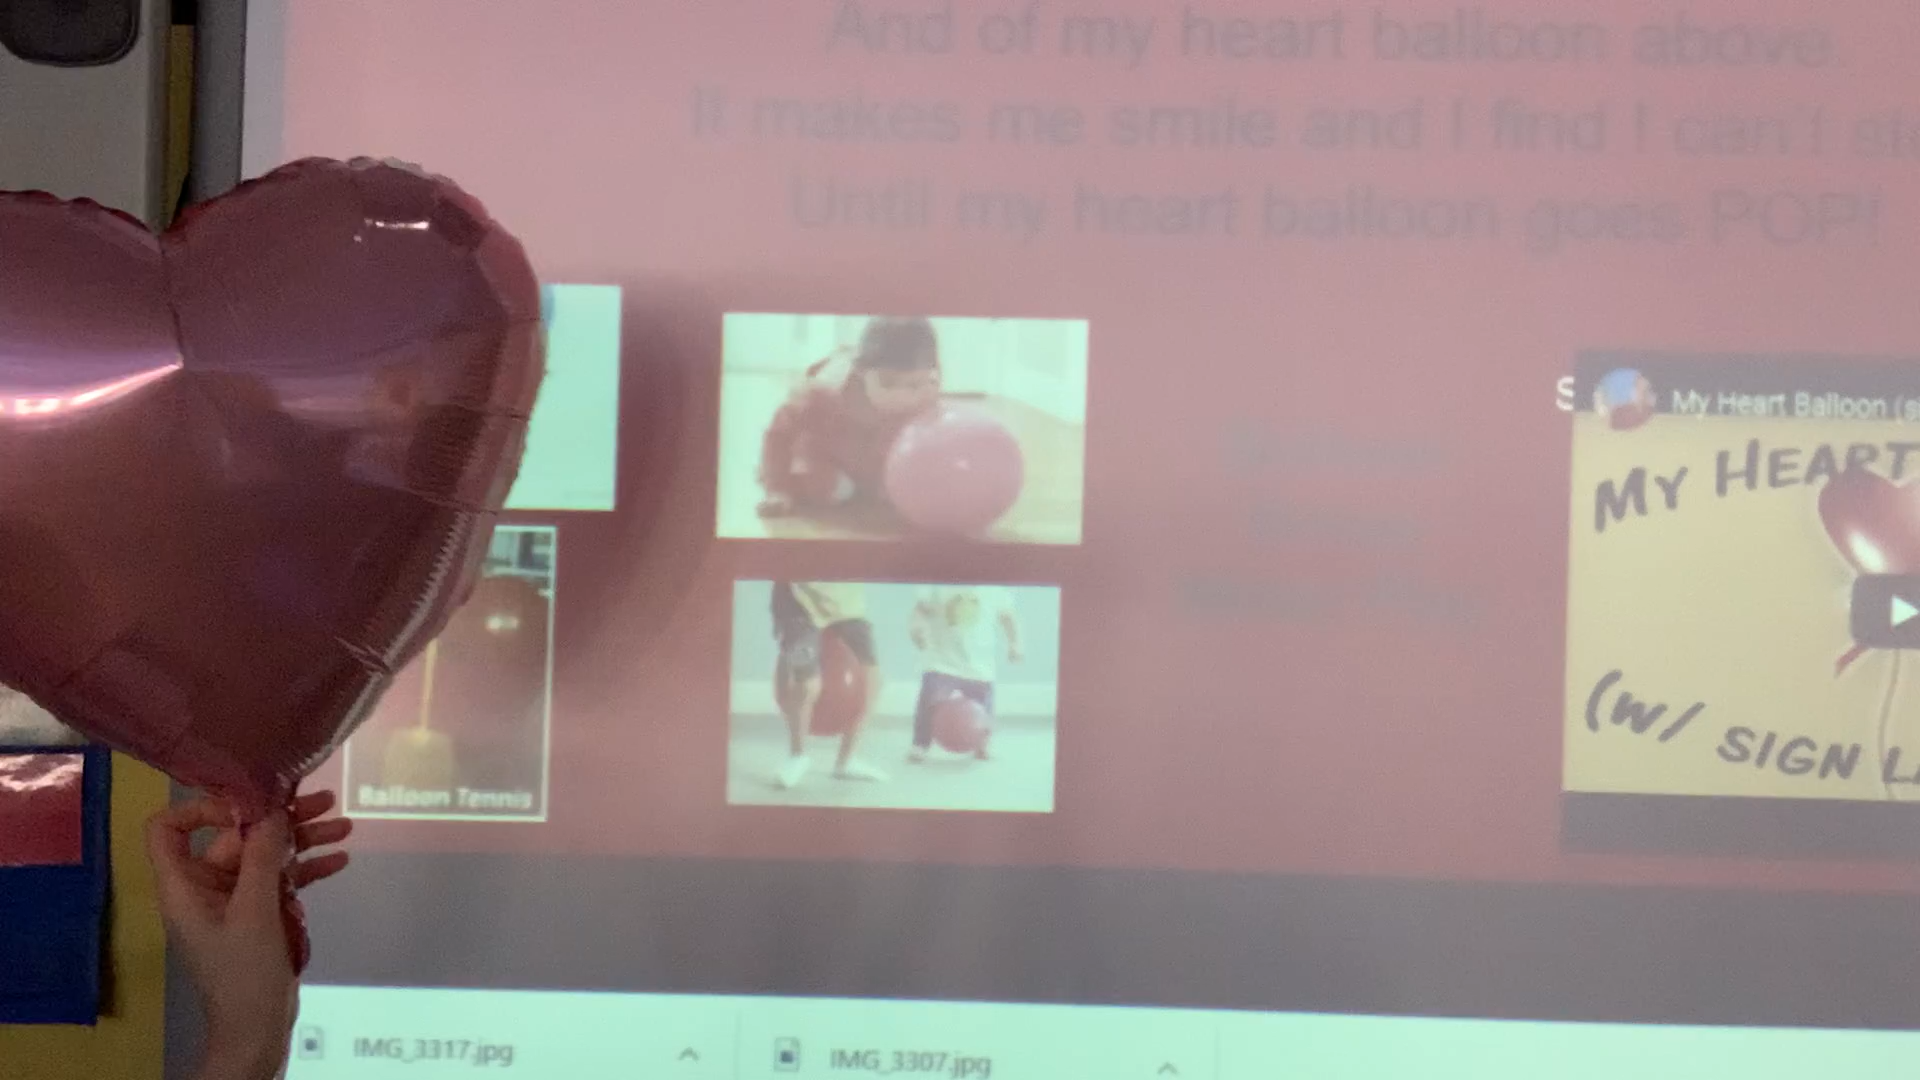 And of my heart balloon above.
It makes me smile and I find I can't
Until my heart balloon goes POP!
S
My Heart Balloon
MY HEART
(W/ SIGN
Balloon Tennis
IMG_3317.jpg
IMG_3307.jpg